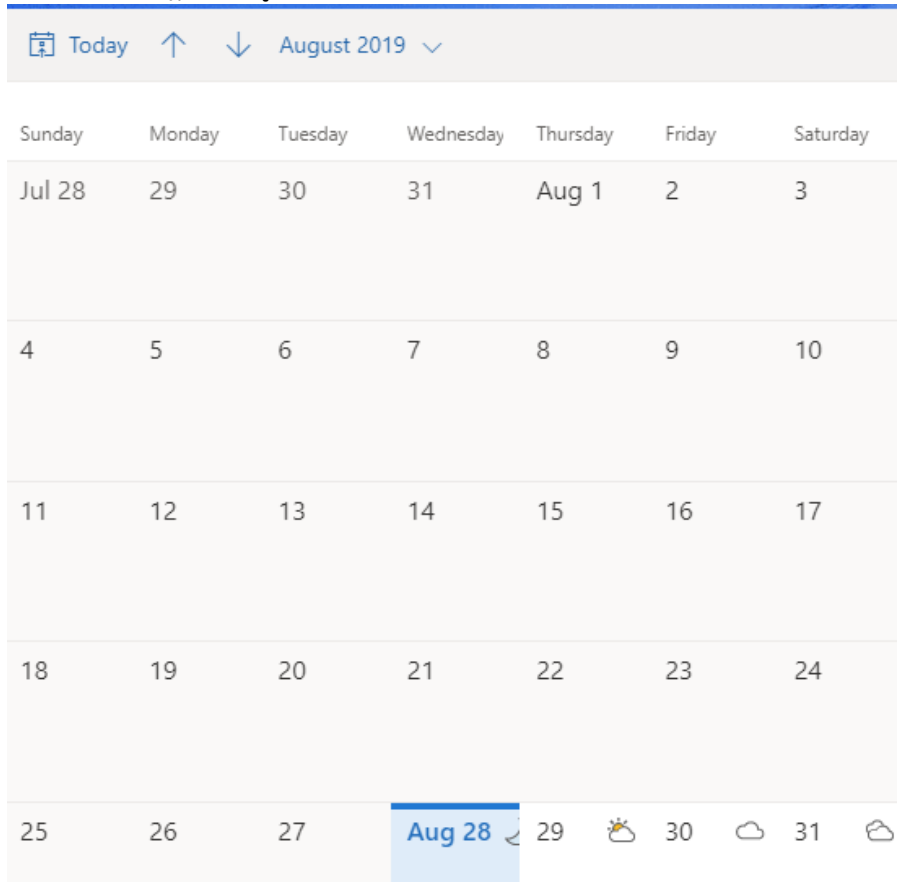 Today August 2019
Sunday Monday Tuesday Wednesday Thursday Friday Saturday
Jul 28 29 30 31 Aug 1 2 3
4 5 6 7 8 9 10
11 12 13 14 15 16 17
18 19 20 21 22 23 24
25 26 27 Aug 28 29 30 31